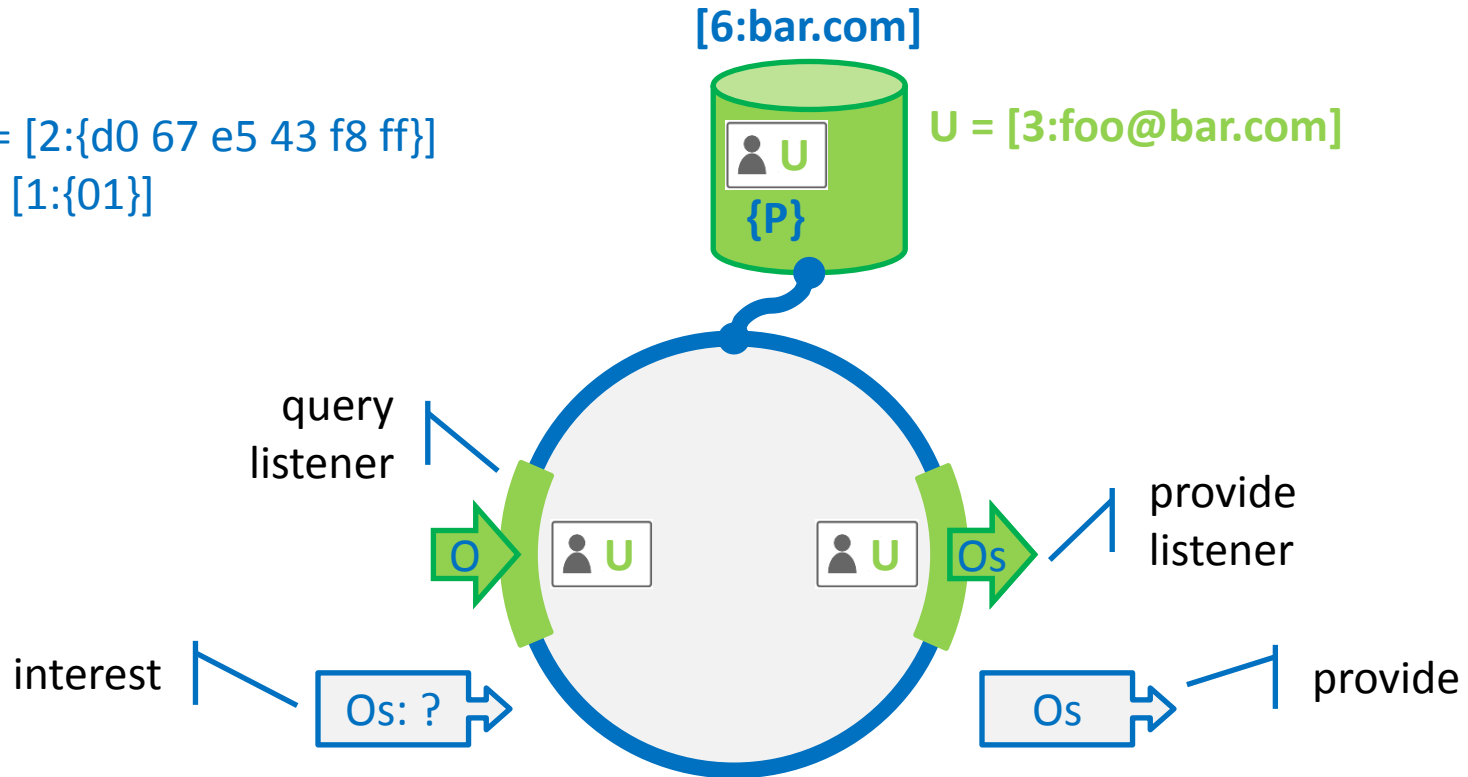 [6:bar.com]
= [2:{d0 67 e5 43 f8 ff}]
[1:{01}]
U = [3:foo@bar.com]
U
{P}
query
listener
provide
listener
O
U
U
Os
interest
Os: ?
Os
provide